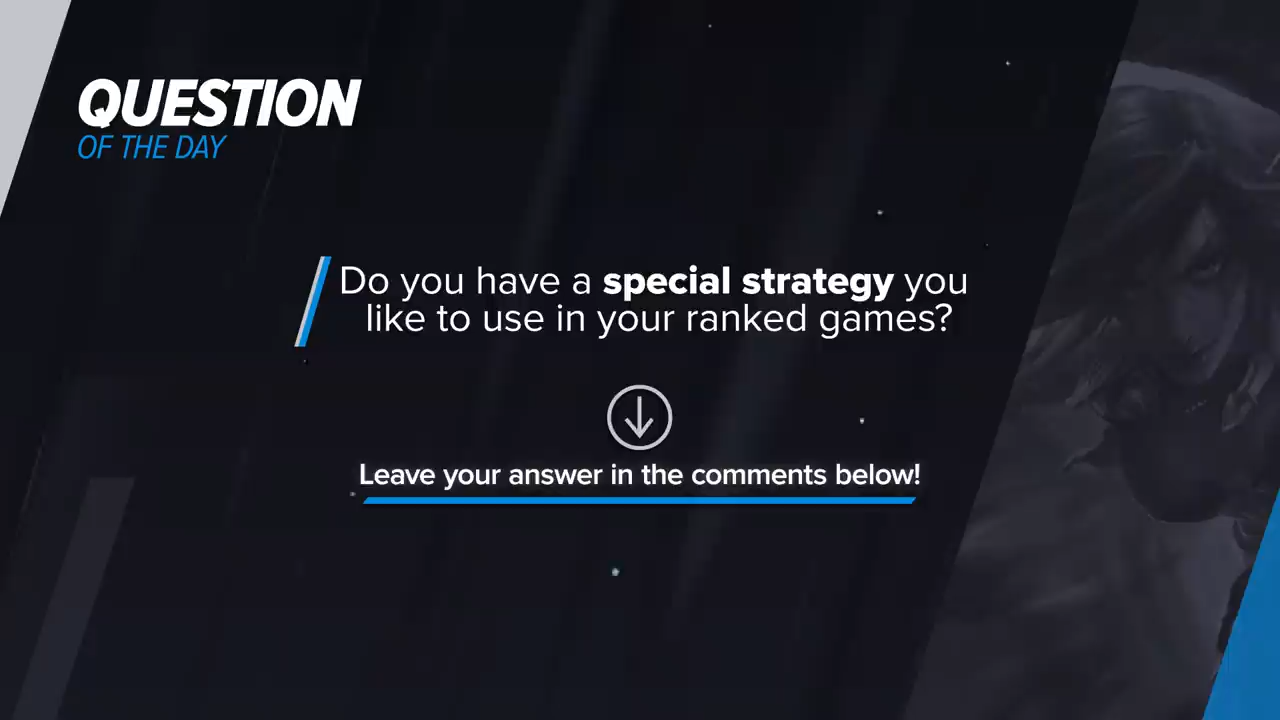 QUESTION
OF THE DAY
Do you have a special strategy you
like to use in your ranked games?
Leave your answer in the comments below!